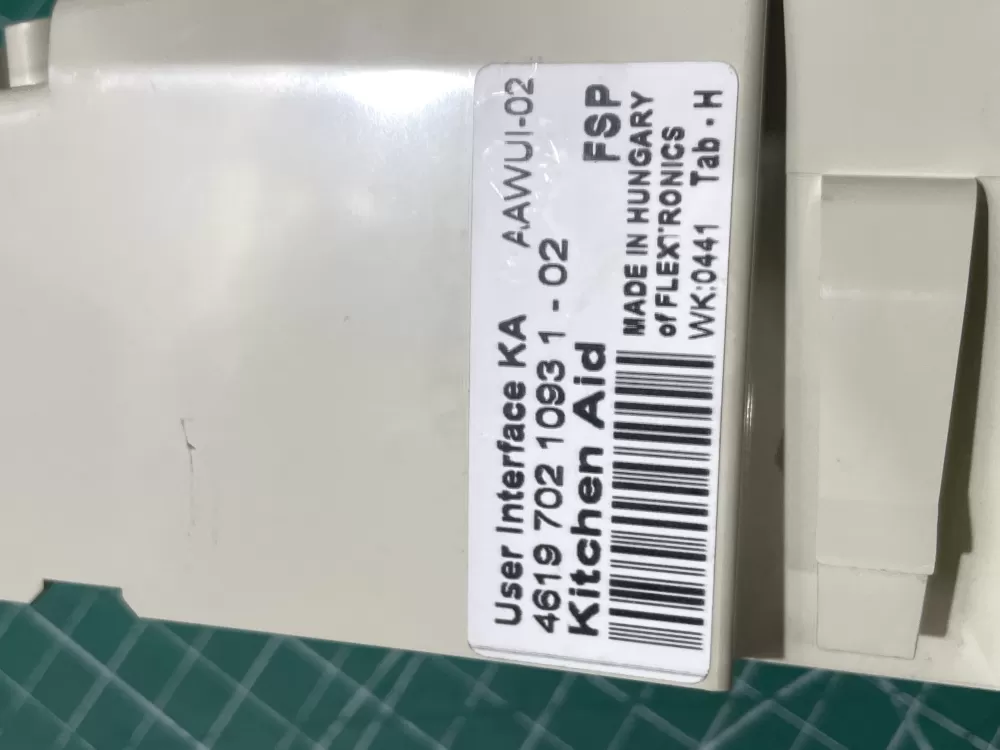 User Interface KA AAWUI-02
4619 702 1093 1 - 02
Kitchen Aid FSP
MADE IN HUNGARY
of FLEXTRONICS
WK:0441 Tab - H